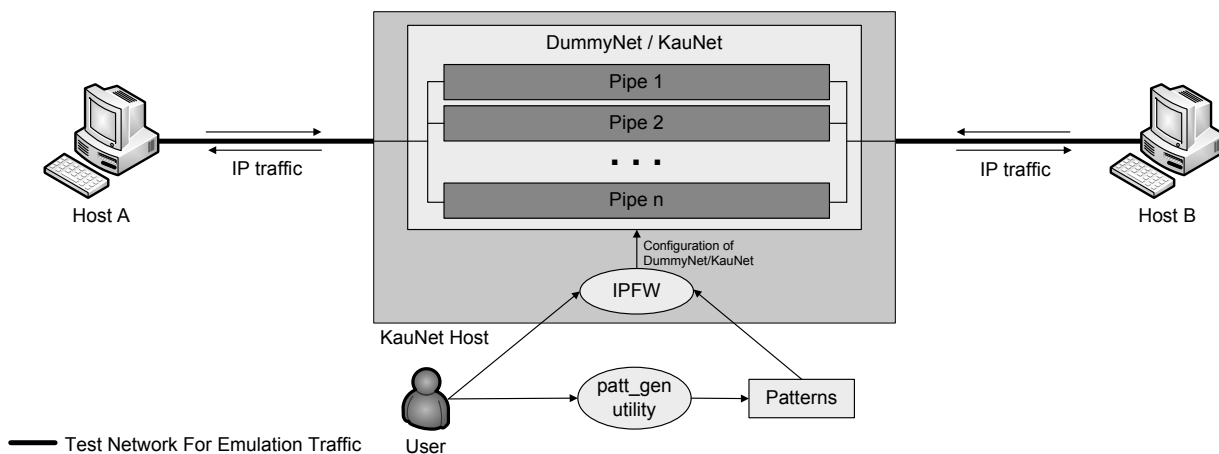 DummyNet / KauNet
Pipe 1
Pipe 2
. . .
Pipe n
IP traffic
IP traffic
Host A
Host B
Configuration of
DummyNet/KauNet
IPFW
KauNet Host
patt_gen
utility
Patterns
User
Test Network For Emulation Traffic